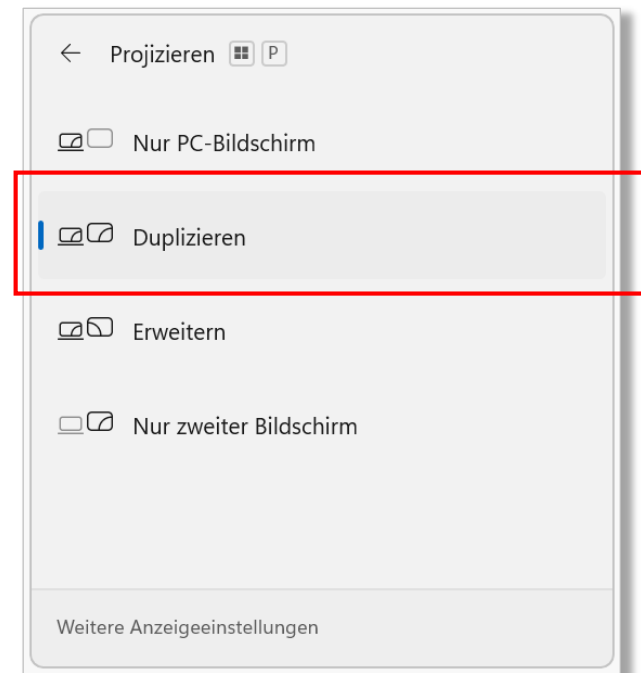 Projizieren P
Nur PC-Bildschirm
Duplizieren
Erweitern
Nur zweiter Bildschirm
Weitere Anzeigeeinstellungen